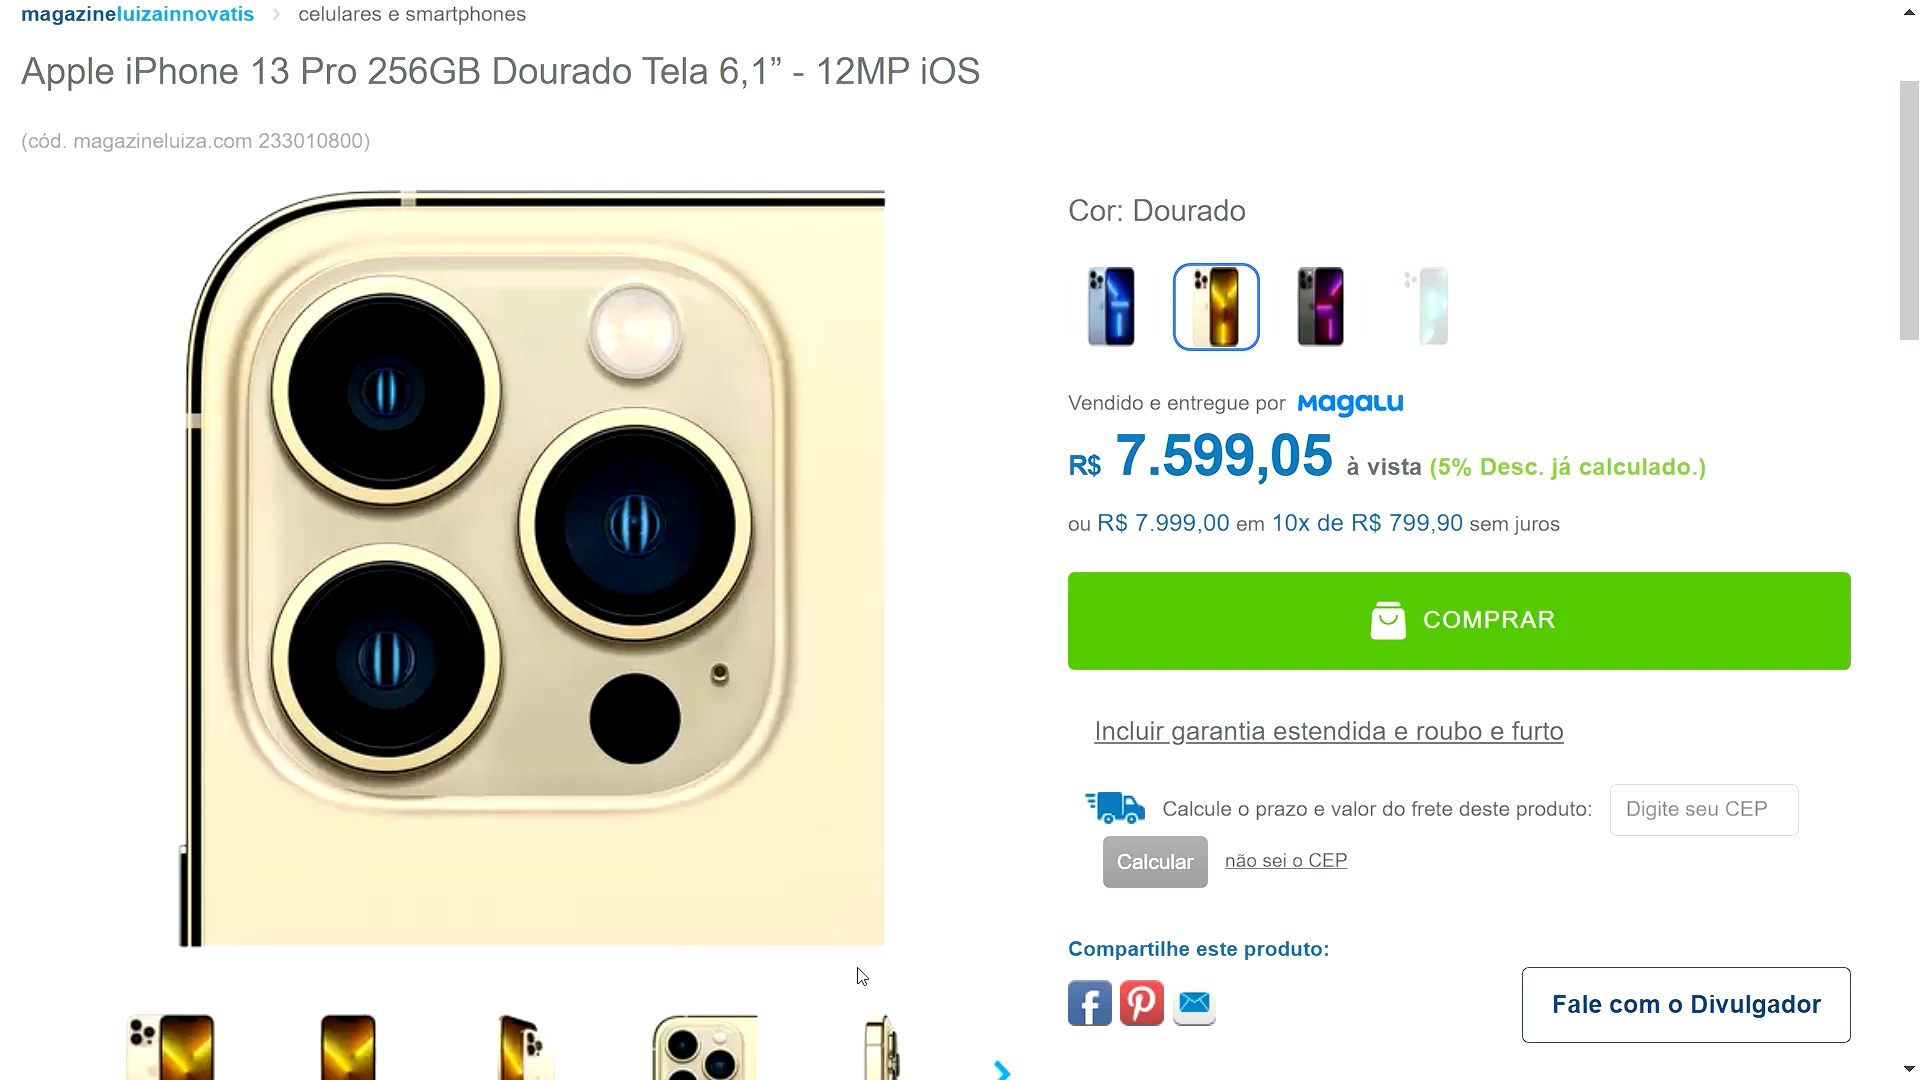 magazineluizainnovatis > celulares e smartphones
Apple iPhone 13 Pro 256GB Dourado Tela 6,1” - 12MP iOS
(cód. magazineluiza.com 233010800)
Cor: Dourado
Vendido e entregue por Magalu
R$ 7.599,05 à vista (5% Desc. já calculado.)
ou R$ 7.999,00 em 10x de R$ 799,90 sem juros
COMPRAR
Incluir garantia estendida e roubo e furto
Calcule o prazo e valor do frete deste produto: Digite seu CEP
Calcular não sei o CEP
Compartilhe este produto:
Fale com o Divulgador